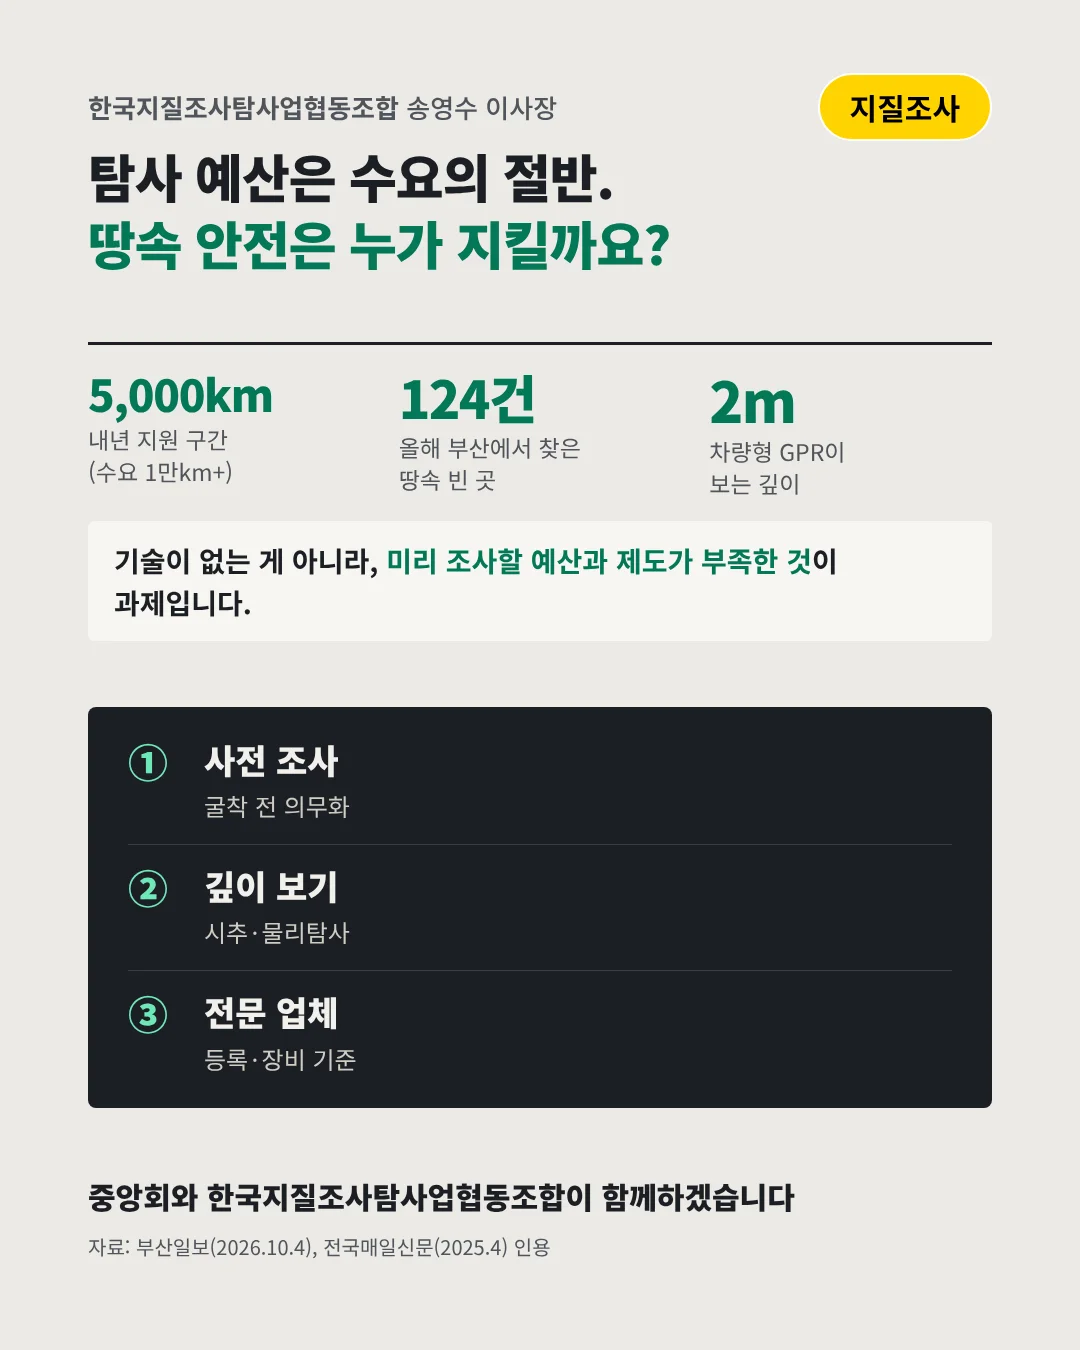 한국지질조사탐사업협동조합 송영수 이사장
지질조사
탐사 예산은 수요의 절반.
땅속 안전은 누가 지킬까요?
5,000km
내년 지원 구간
(수요 1만km+)
124건
올해 부산에서 찾은
땅속 빈 곳
2m
차량형 GPR이
보는 깊이
기술이 없는 게 아니라, 미리 조사할 예산과 제도가 부족한 것이
과제입니다.
① 사전 조사
굴착 전 의무화
② 깊이 보기
시추·물리탐사
③ 전문 업체
등록·장비 기준
중앙회와 한국지질조사탐사업협동조합이 함께하겠습니다
자료: 부산일보(2026.10.4), 전국매일신문(2025.4) 인용